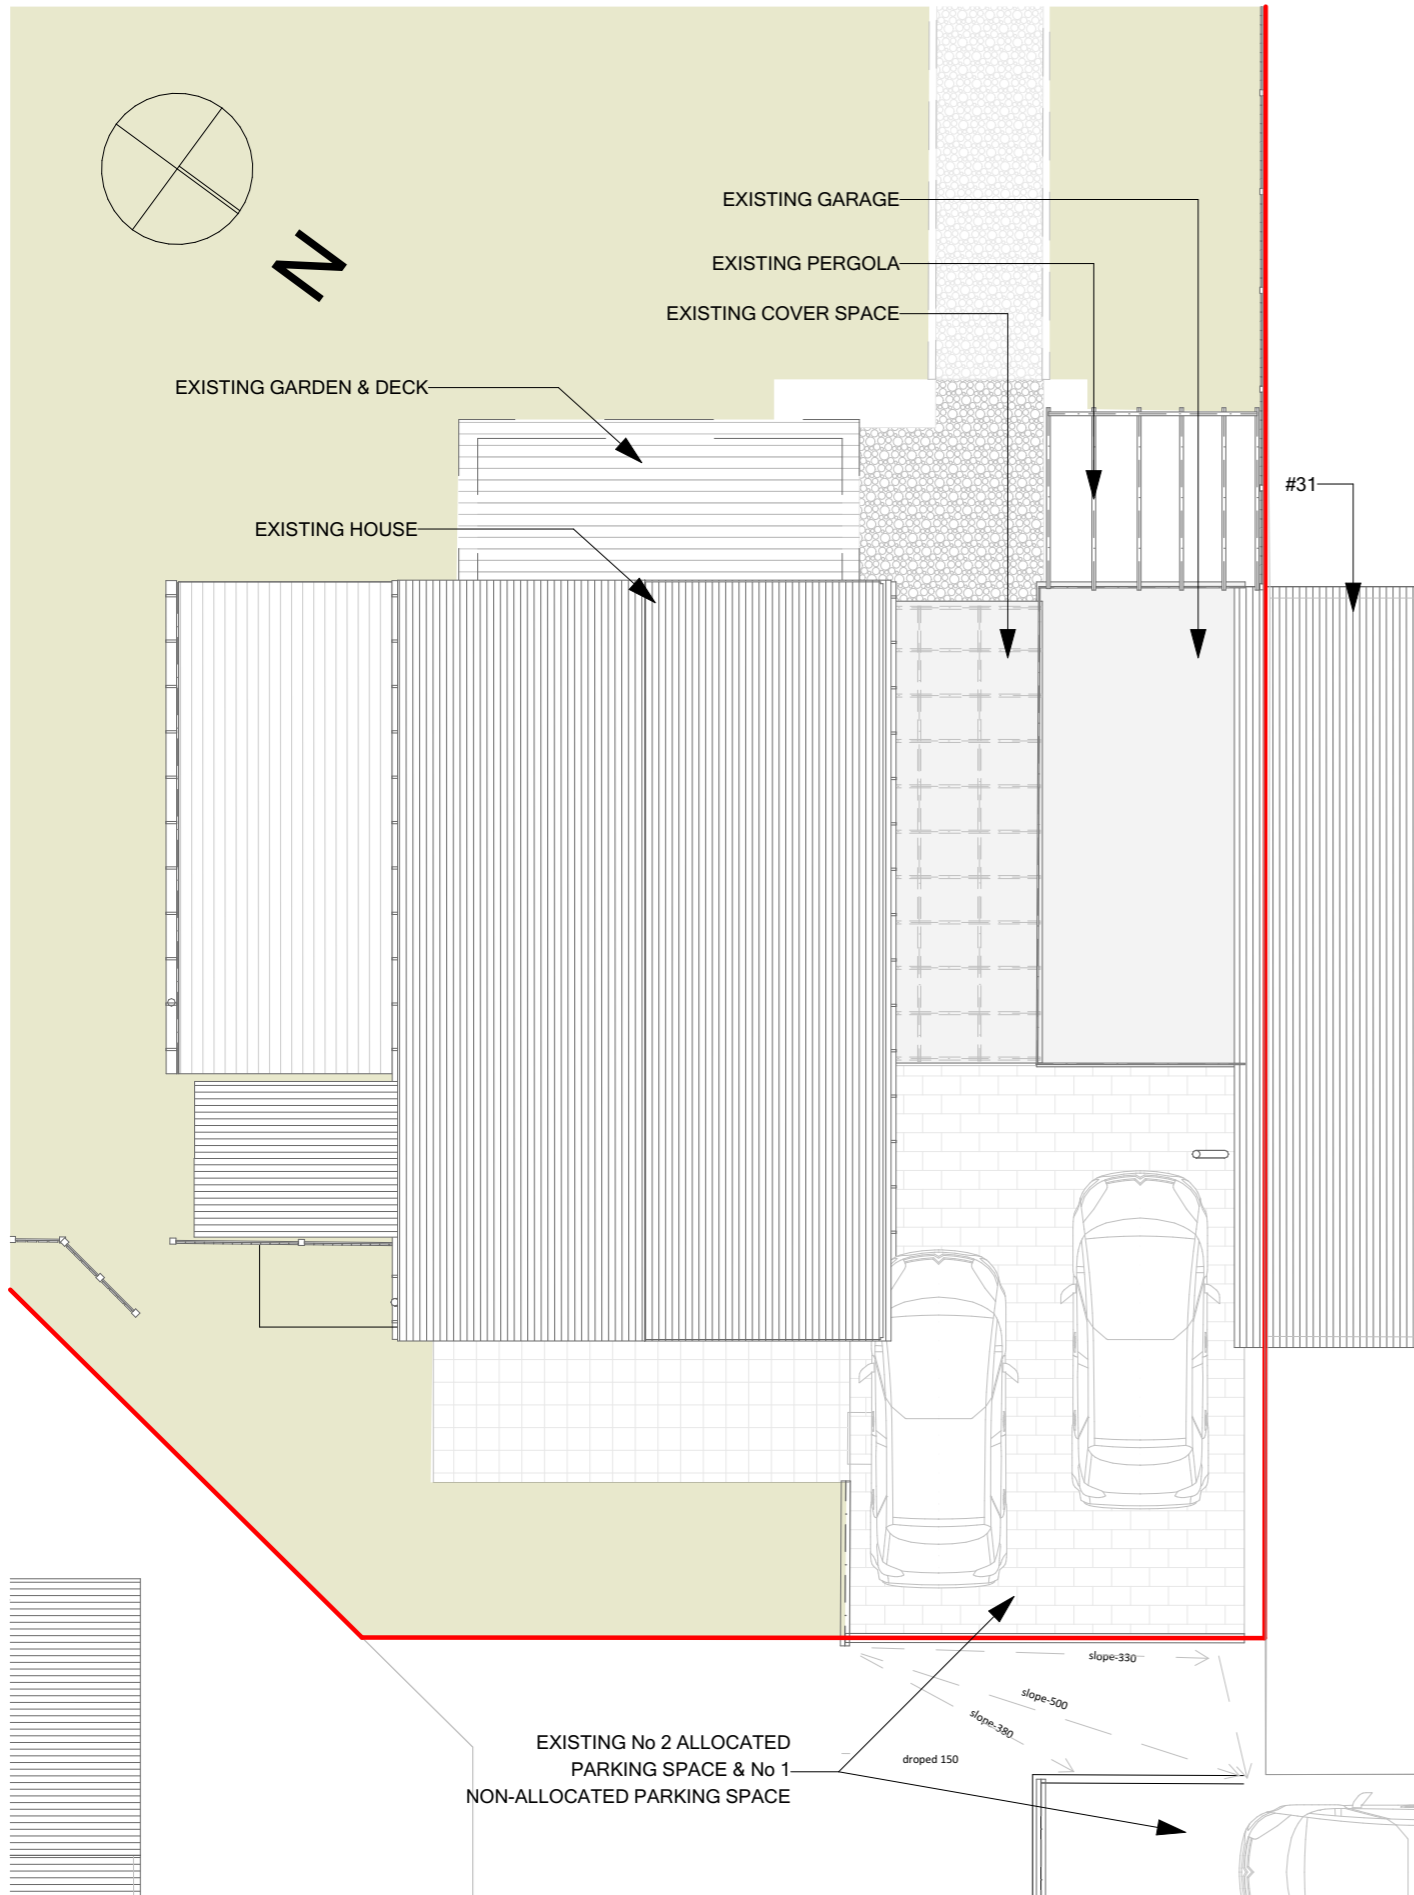 N
EXISTING GARAGE
EXISTING PERGOLA
EXISTING COVER SPACE
EXISTING GARDEN & DECK
#31
EXISTING HOUSE
slope-330
slope-500
slope-380
droped 150
EXISTING No 2 ALLOCATED
PARKING SPACE & No 1
NON-ALLOCATED PARKING SPACE